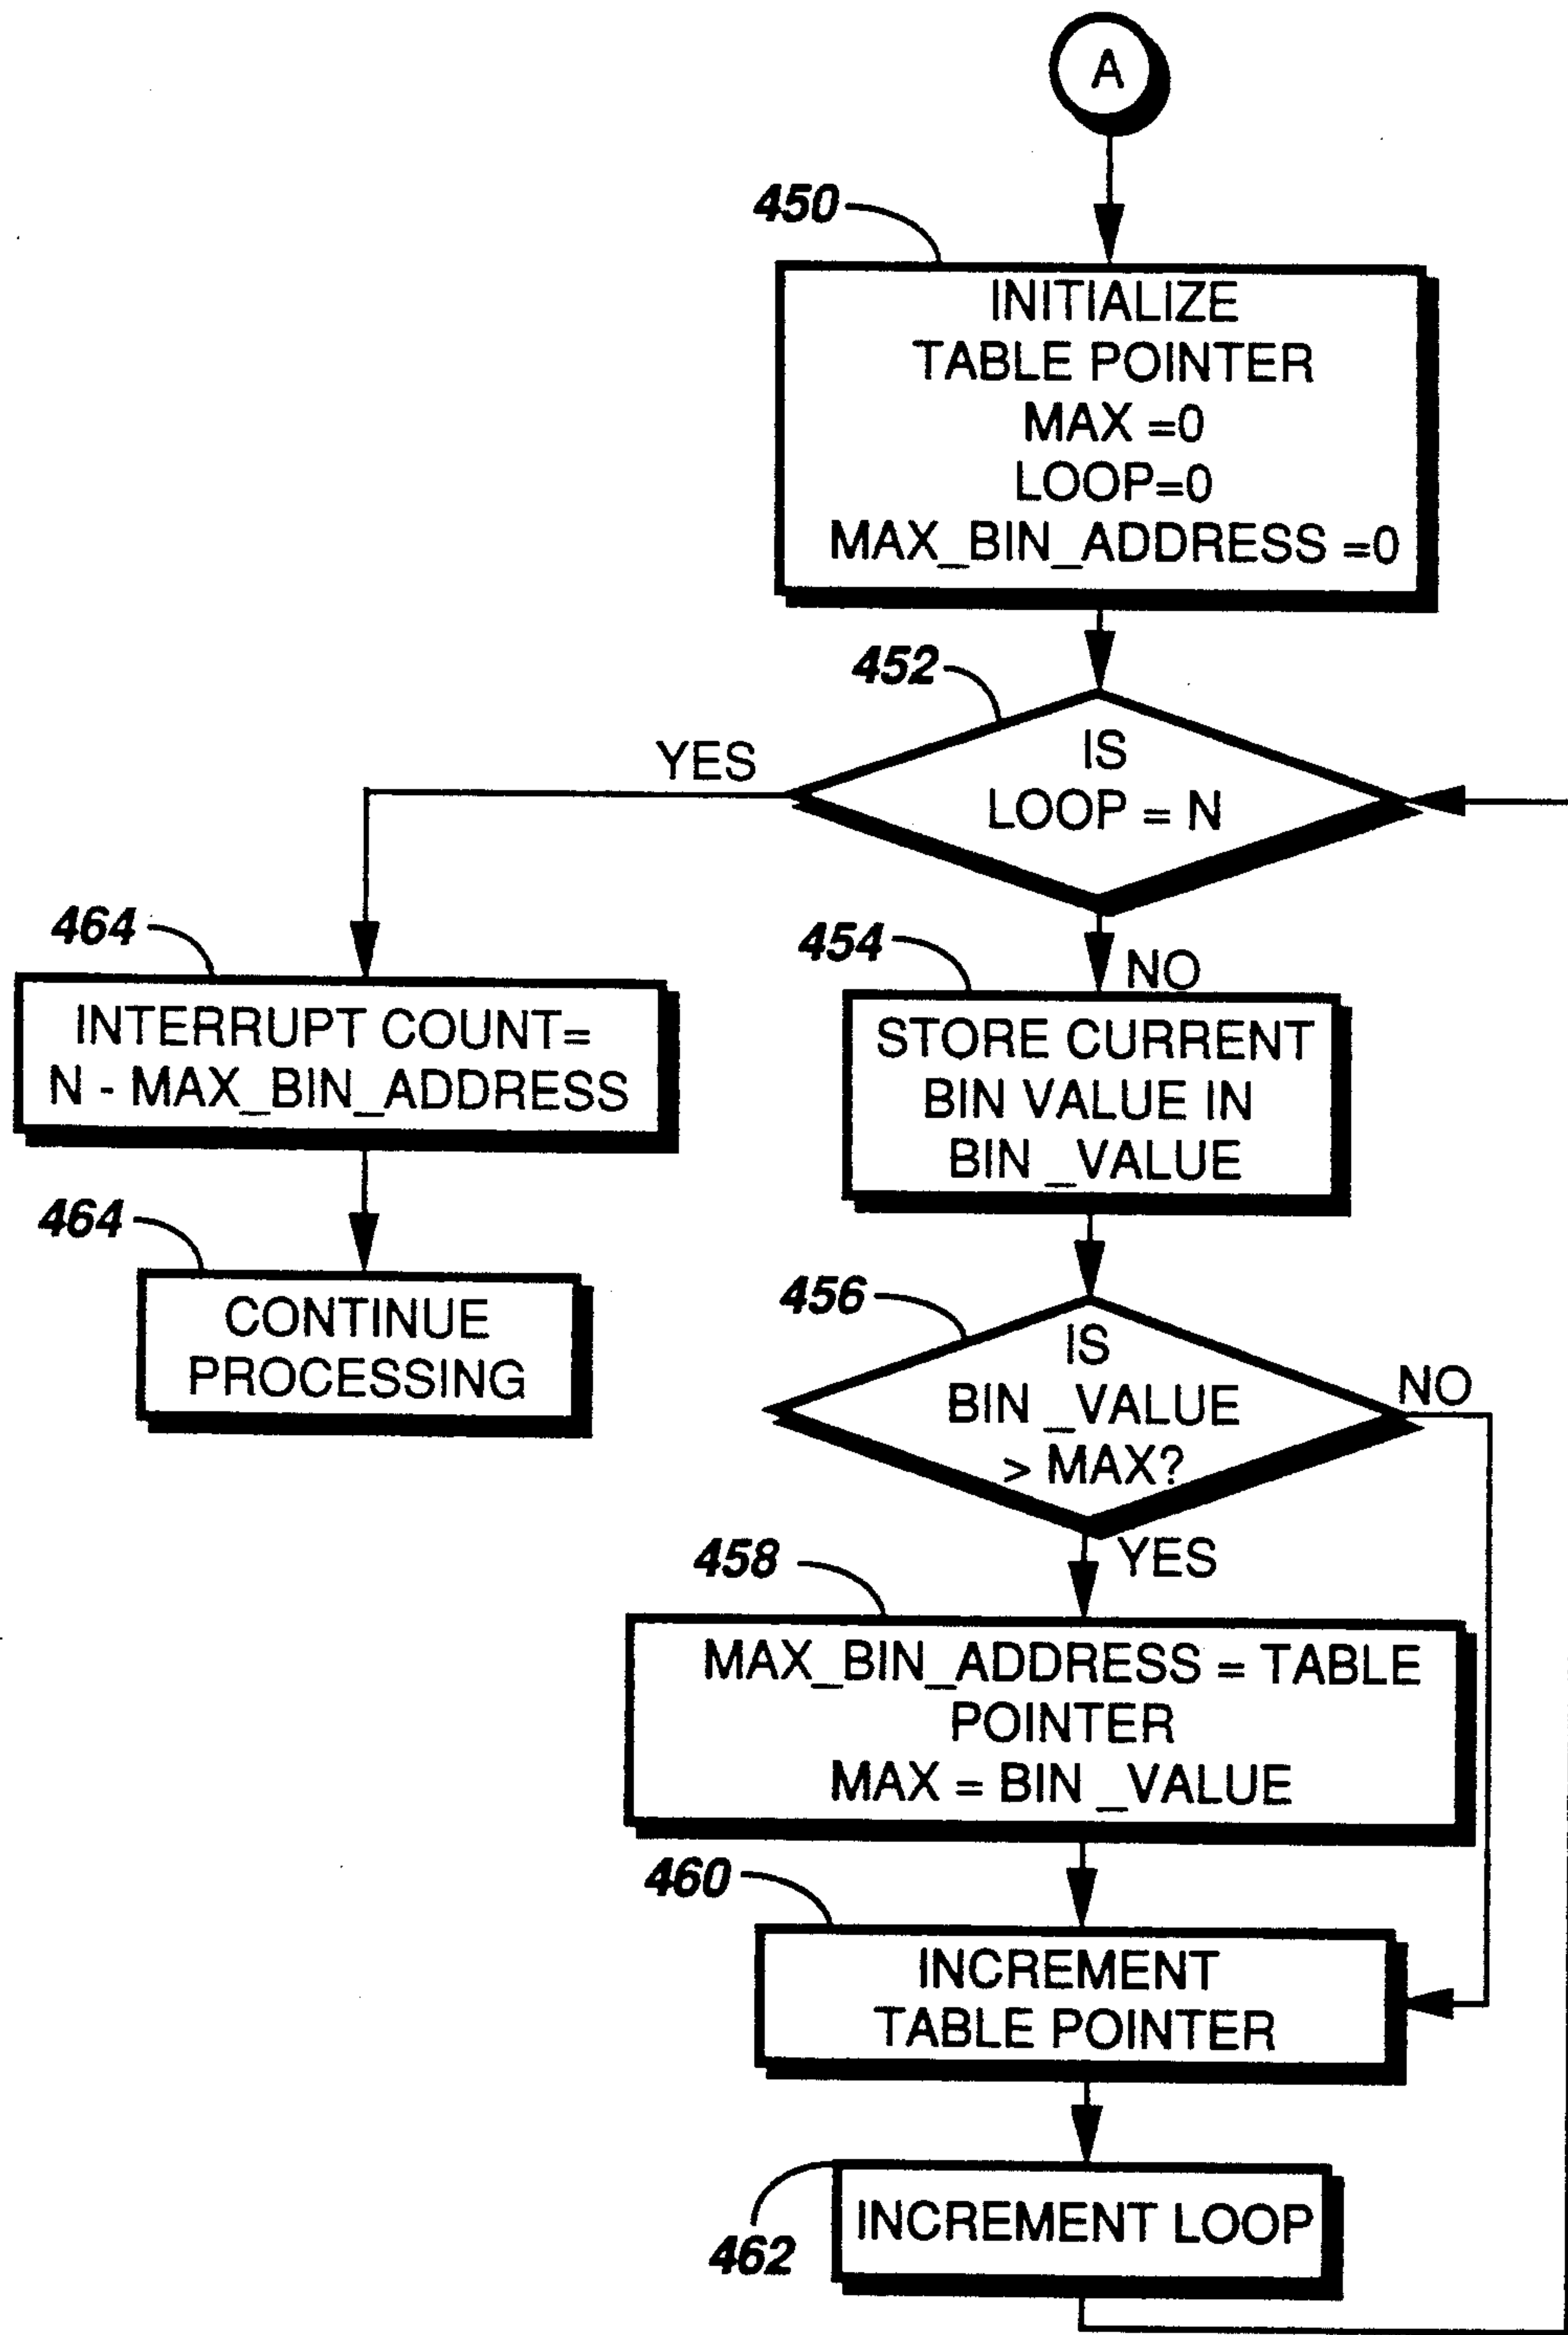 A
450
INITIALIZE
TABLE POINTER
MAX =0
LOOP=0
MAX_BIN_ADDRESS =0
452
IS
LOOP = N
YES
NO
464
INTERRUPT COUNT=
N - MAX_BIN_ADDRESS
464
CONTINUE
PROCESSING
454
STORE CURRENT
BIN VALUE IN
BIN _VALUE
456
IS
BIN _VALUE
> MAX?
NO
YES
458
MAX_BIN_ADDRESS = TABLE
POINTER
MAX = BIN _VALUE
460
INCREMENT
TABLE POINTER
462
INCREMENT LOOP